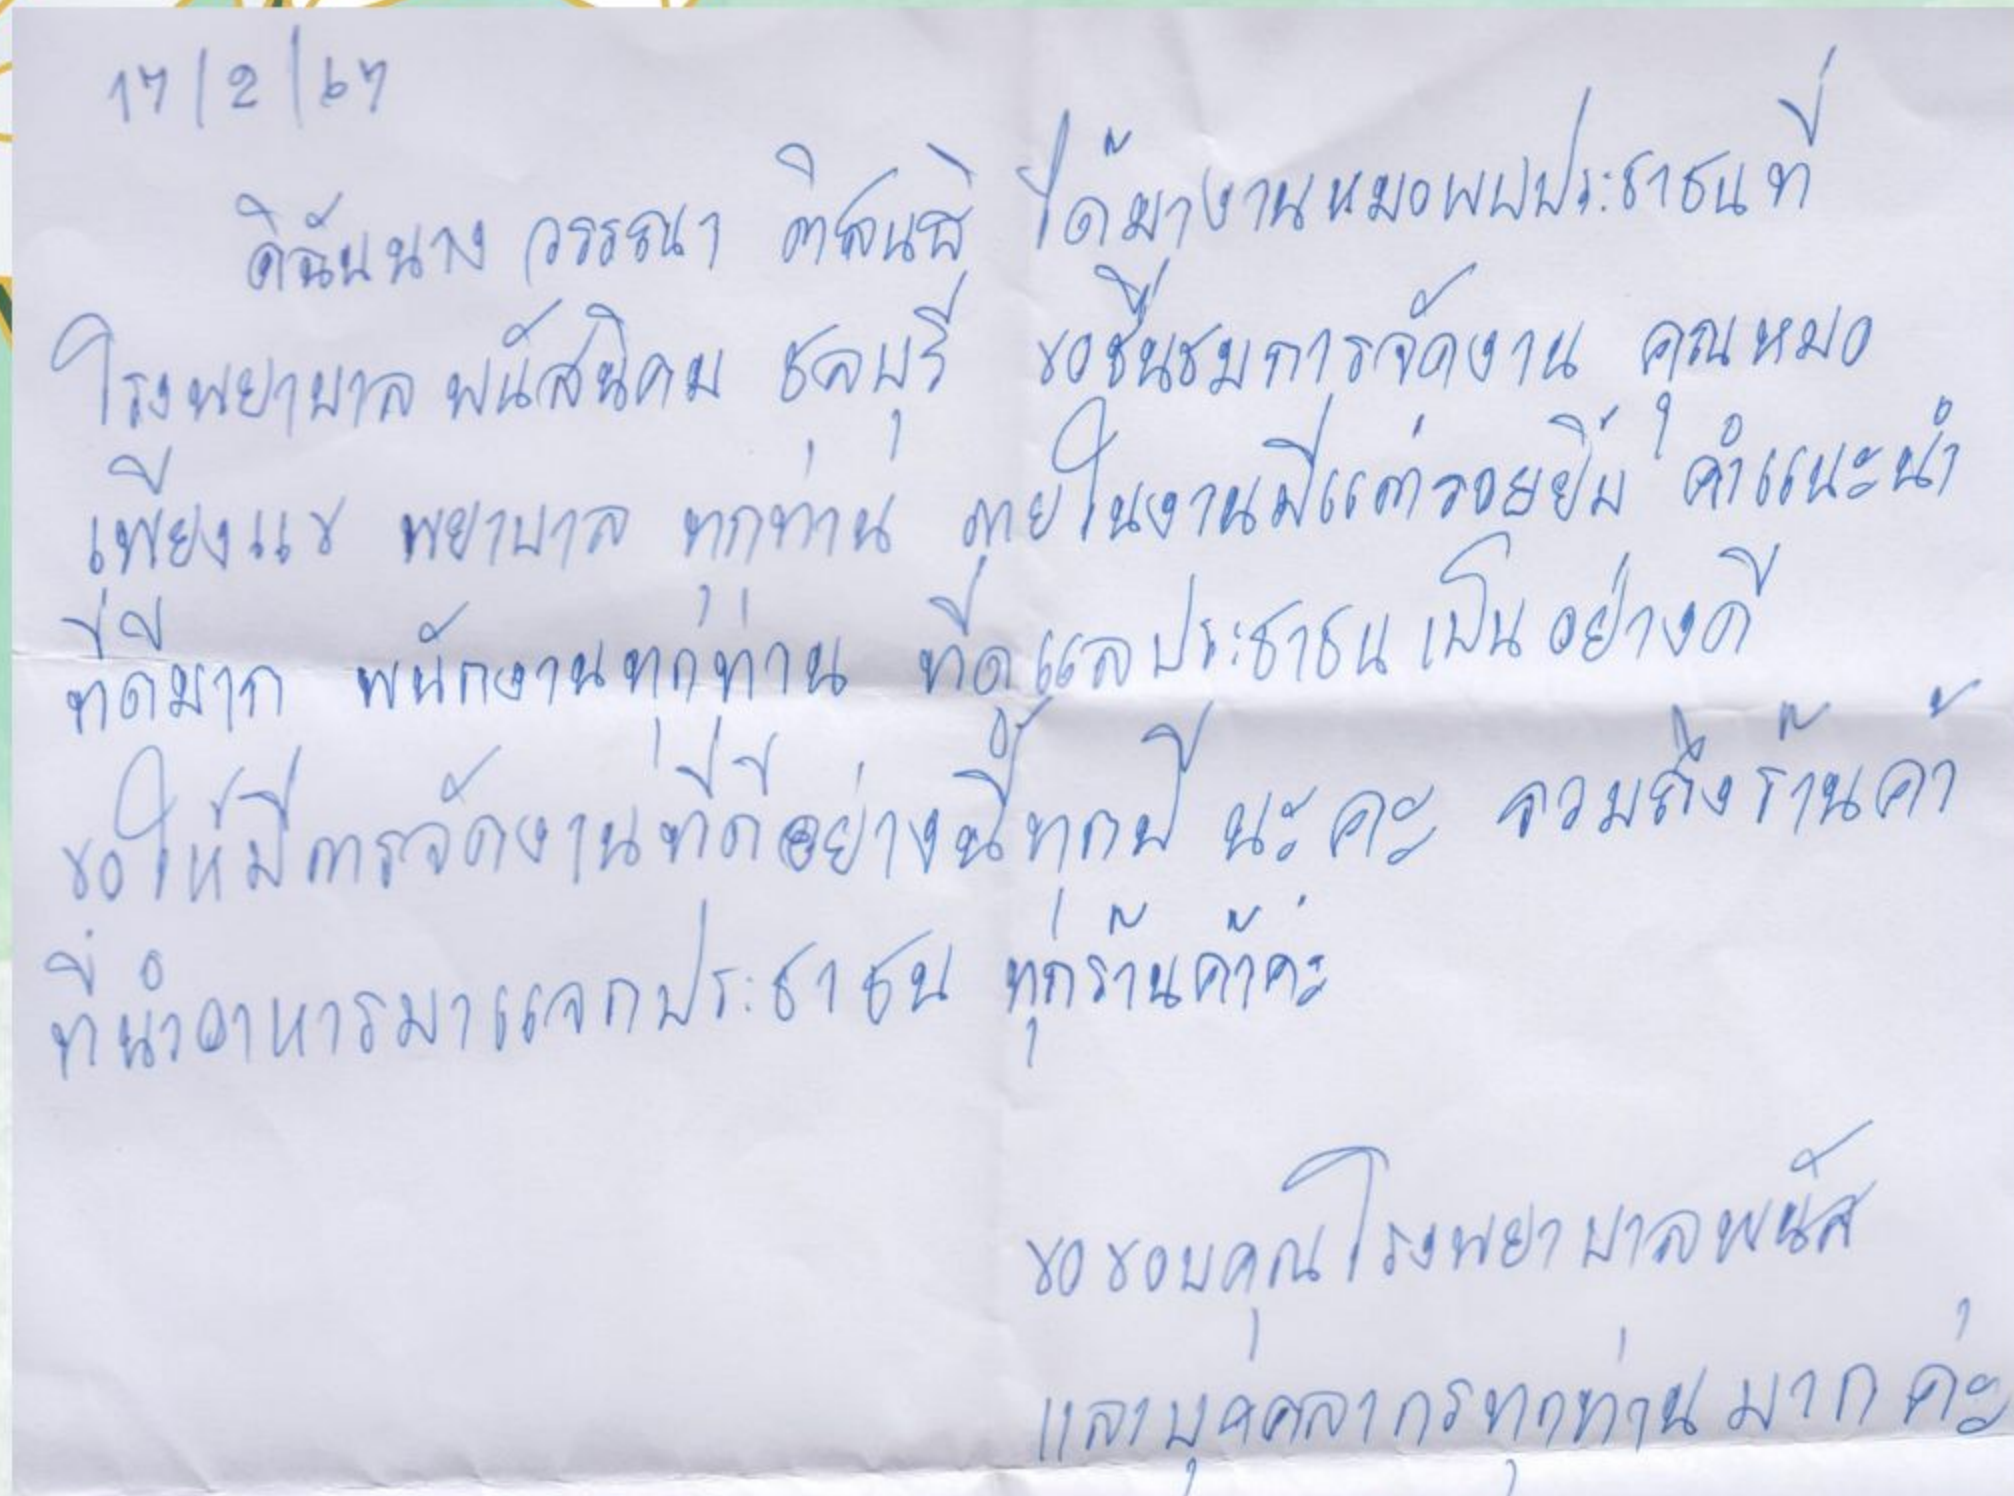 17/2/67
ดิฉันนาง วรรณา ได้มางานหมอพบประชาชนที่
โรงพยาบาลพนัสนิคม ชลบุรี ขอชื่นชมการจัดงาน คุณหมอ
เพียงแข พยาบาล ทุกท่าน ภายในงานมีแต่รอยยิ้ม คำแนะนำ
ที่ดีมาก พนักงานทุกท่าน ที่ดูแลประชาชนเป็นอย่างดี
ขอให้มีการจัดงานที่ดีอย่างนี้ทุกปี นะคะ รวมถึงร้านค้า
ที่นำอาหารมาแจกประชาชน ทุกร้านค้าค่ะ
ขอขอบคุณโรงพยาบาลพนัส
และบุคคลากรทุกท่านมากค่ะ